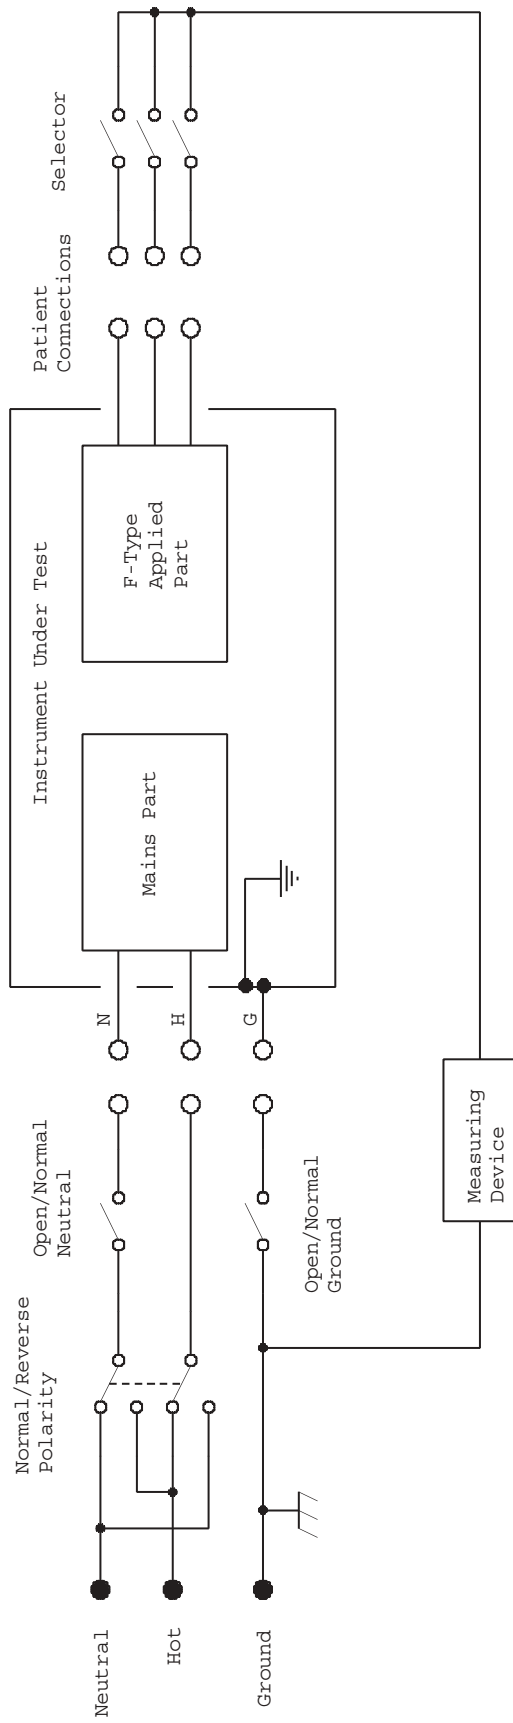 Neutral
Hot
Ground
Normal/Reverse
Polarity
Open/Normal
Neutral
Open/Normal
Ground
N
H
G
Mains Part
Instrument Under Test
F-Type
Applied
Part
Patient
Connections
Selector
Measuring
Device